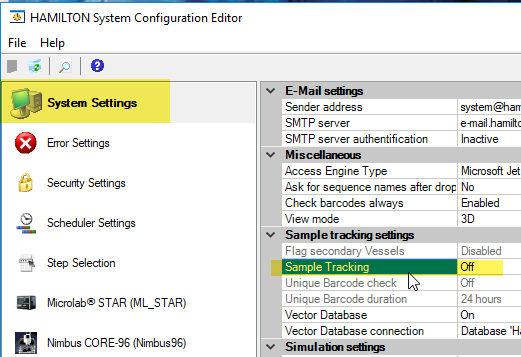 HAMILTON System Configuration Editor
File Help
System Settings
Error Settings
Security Settings
Scheduler Settings
Step Selection
Microlab® STAR (ML_STAR)
Nimbus CORE-96 (Nimbus96)
E-Mail settings
Sender address system@ham
SMTP server e-mail.hamilto
SMTP server authentification Inactive
Miscellaneous
Access Engine Type Microsoft Jet
Ask for sequence names after drop No
Check barcodes always Enabled
View mode 3D
Sample tracking settings
Flag secondary Vessels Disabled
Sample Tracking Off
Unique Barcode check Off
Unique Barcode duration 24 hours
Vector Database On
Vector Database connection Database 'Ha
Simulation settings